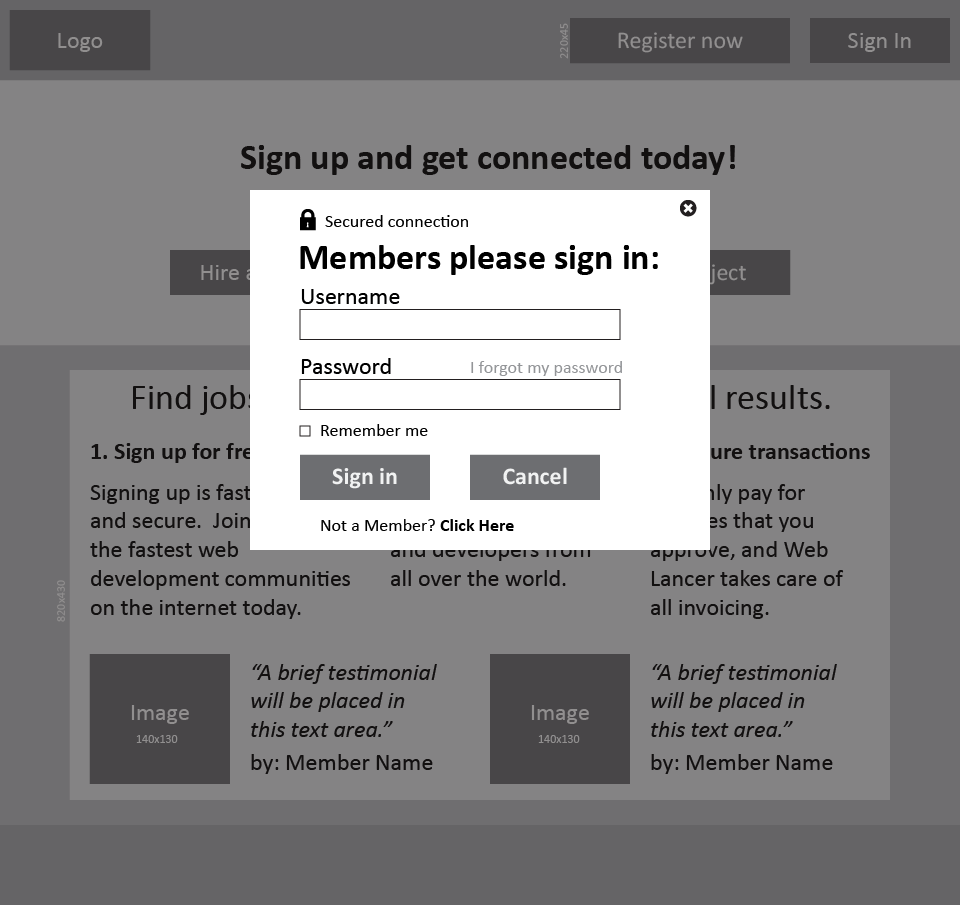 Logo
220x45
Register now
Sign In
Sign up and get connected today!
Secured connection
Members please sign in:
Hire
ject
Username
Password
I forgot my password
Find jobs
l results.
Remember me
1. Sign up for fre
ure transactions
Sign in
Cancel
Signing up is fast
nly pay for
and secure. Join
es that you
Not a Member? Click Here
the fastest web
and developers from
approve, and Web
development communities
all over the world.
Lancer takes care of
820x430
on the internet today.
all invoicing.
Image
140x130
“A brief testimonial
will be placed in
this text area.”
by: Member Name
Image
140x130
“A brief testimonial
will be placed in
this text area.”
by: Member Name